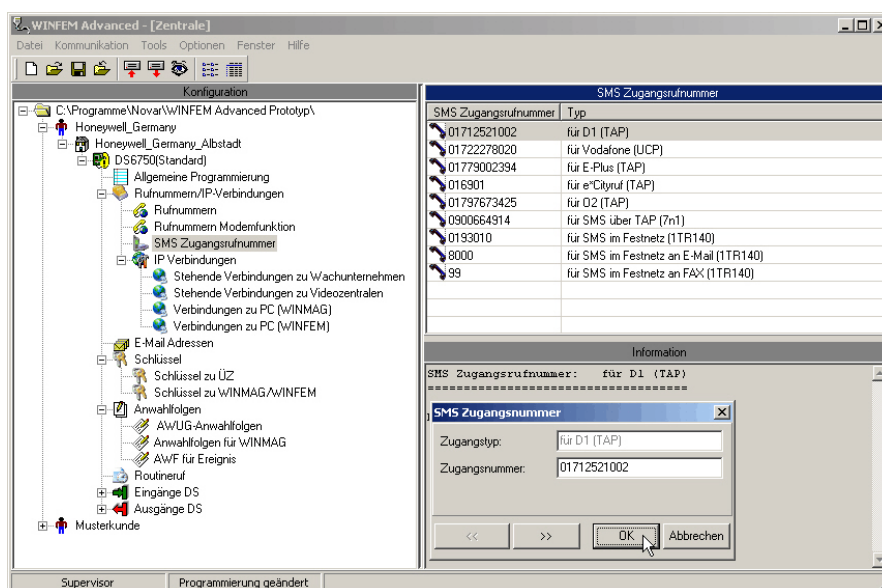 WINFEM Advanced - [Zentrale]
Datei Kommunikation Tools Optionen Fenster Hilfe
Konfiguration
C:\Programme\Novar\WINFEM Advanced Prototyp\
Honeywell_Germany
Honeywell_Germany_Albstadt
DS6750(Standard)
Allgemeine Programmierung
Rufnummern/IP-Verbindungen
Rufnummern
Rufnummern Modemfunktion
SMS Zugangsrufnummer
IP Verbindungen
Stehende Verbindungen zu Wachunternehmen
Stehende Verbindungen zu Videozentralen
Verbindungen zu PC (WINMAG)
Verbindungen zu PC (WINFEM)
E-Mail Adressen
Schlüssel
Schlüssel zu ÜZ
Schlüssel zu WINMAG/WINFEM
Anwahlfolgen
AWUG-Anwahlfolgen
Anwahlfolgen für WINMAG
AWF für Ereignis
Routineruf
Eingänge DS
Ausgänge DS
Musterkunde
SMS Zugangsrufnummer
SMS Zugangsrufnummer Typ
01712521002 für D1 (TAP)
01722278020 für Vodafone (UCP)
01779002394 für E-Plus (TAP)
016901 für e*Cityruf (TAP)
01797673425 für O2 (TAP)
0900664914 für SMS über TAP (7n1)
0193010 für SMS im Festnetz (1TR140)
8000 für SMS im Festnetz an E-Mail (1TR140)
99 für SMS im Festnetz an FAX (1TR140)
Information
SMS Zugangsrufnummer: für D1 (TAP)
======================================
SMS Zugangsnummer
Zugangstyp: für D1 (TAP)
Zugangsnummer: 01712521002
<< >> OK Abbrechen
Supervisor Programmierung geändert